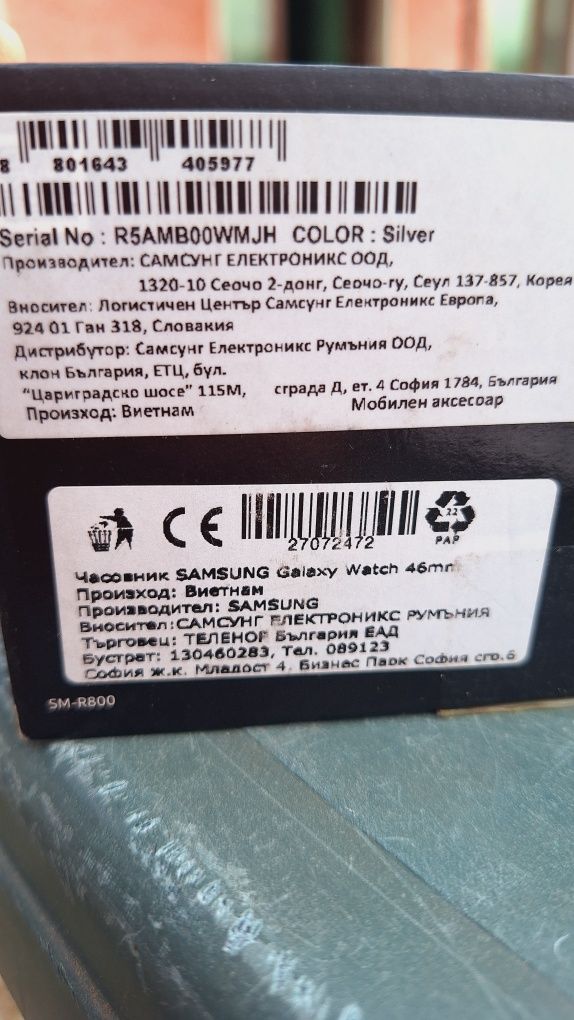 8 801643 405977
Serial No : R5AMB00WMJH COLOR : Silver
Производител: САМСУНГ ЕЛЕКТРОНИКС ООД,
1320-10 Сеочо 2-донг, Сеочо-гу, Сеул 137-857, Корея
Вносител: Логистичен Център Самсунг Електроникс Европа,
924 01 Ган 318, Словакия
Дистрибутор: Самсунг Електроникс Румъния ООД,
клон България, ЕТЦ, бул.
“Цариградско шосе” 115М, сграда Д, ет. 4 София 1784, България
Произход: Виетнам Мобилен аксесоар
27072472
22
PAP
Часовник SAMSUNG Galaxy Watch 46mm
Произход: Виетнам
Производител: SAMSUNG
Вносител:САМСУНГ ЕЛЕКТРОНИКС РУМЪНИЯ
Търговец: ТЕЛЕНОР България ЕАД
Булстат: 130460283, Тел. 089123
София ж.к. Младост 4, Бизнес Парк София сгр.6
SM-R800